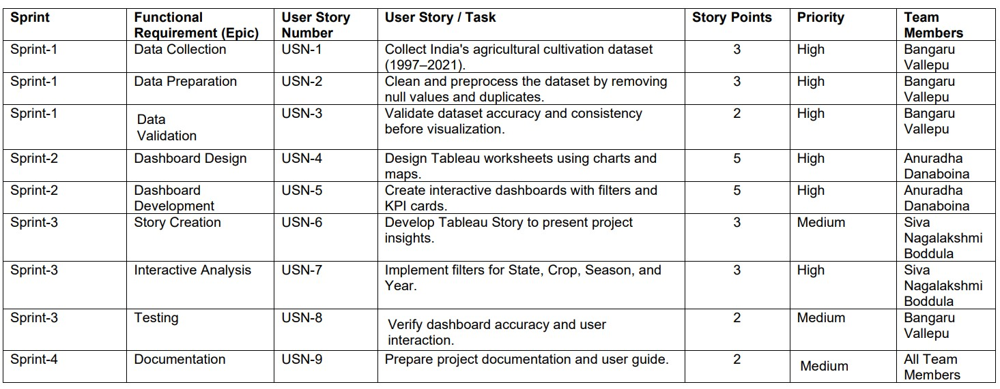 Sprint Functional Requirement (Epic) User Story Number User Story / Task Story Points Priority Team Members
Sprint-1 Data Collection USN-1 Collect India's agricultural cultivation dataset (1997–2021). 3 High Bangaru Vallepu
Sprint-1 Data Preparation USN-2 Clean and preprocess the dataset by removing null values and duplicates. 3 High Bangaru Vallepu
Sprint-1 Data Validation USN-3 Validate dataset accuracy and consistency before visualization. 2 High Bangaru Vallepu
Sprint-2 Dashboard Design USN-4 Design Tableau worksheets using charts and maps. 5 High Anuradha Danaboina
Sprint-2 Dashboard Development USN-5 Create interactive dashboards with filters and KPI cards. 5 High Anuradha Danaboina
Sprint-3 Story Creation USN-6 Develop Tableau Story to present project insights. 3 Medium Siva Nagalakshmi Boddula
Sprint-3 Interactive Analysis USN-7 Implement filters for State, Crop, Season, and Year. 3 High Siva Nagalakshmi Boddula
Sprint-3 Testing USN-8 Verify dashboard accuracy and user interaction. 2 Medium Bangaru Vallepu
Sprint-4 Documentation USN-9 Prepare project documentation and user guide. 2 Medium All Team Members